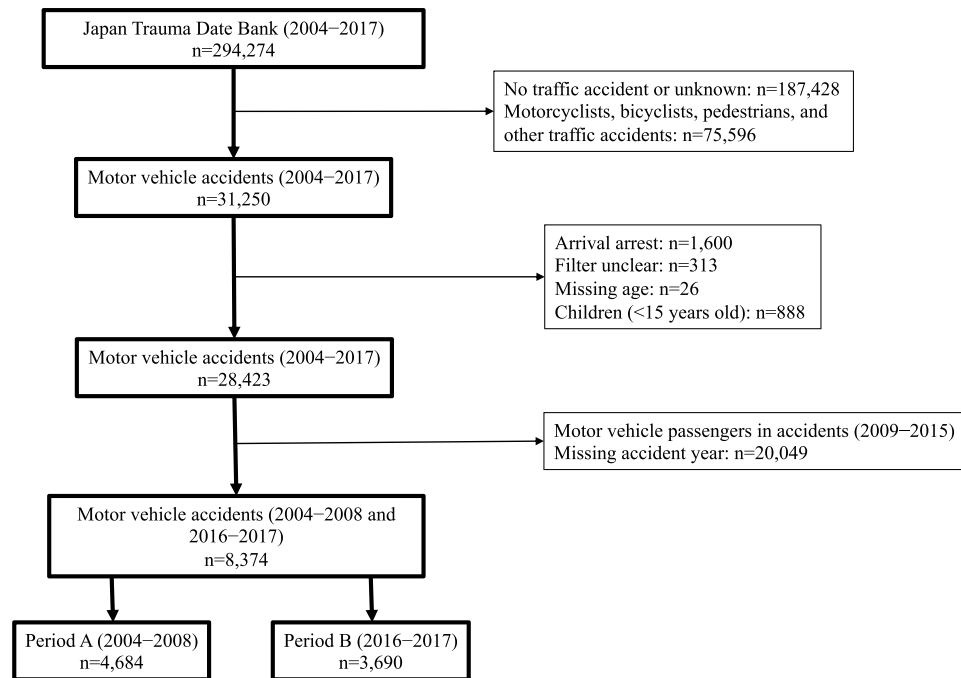 Japan Trauma Date Bank (2004−2017)
n=294,274
No traffic accident or unknown: n=187,428
Motorcyclists, bicyclists, pedestrians, and
other traffic accidents: n=75,596
Motor vehicle accidents (2004−2017)
n=31,250
Arrival arrest: n=1,600
Filter unclear: n=313
Missing age: n=26
Children (<15 years old): n=888
Motor vehicle accidents (2004−2017)
n=28,423
Motor vehicle passengers in accidents (2009−2015)
Missing accident year: n=20,049
Motor vehicle accidents (2004−2008 and
2016−2017)
n=8,374
Period A (2004−2008)
n=4,684
Period B (2016−2017)
n=3,690